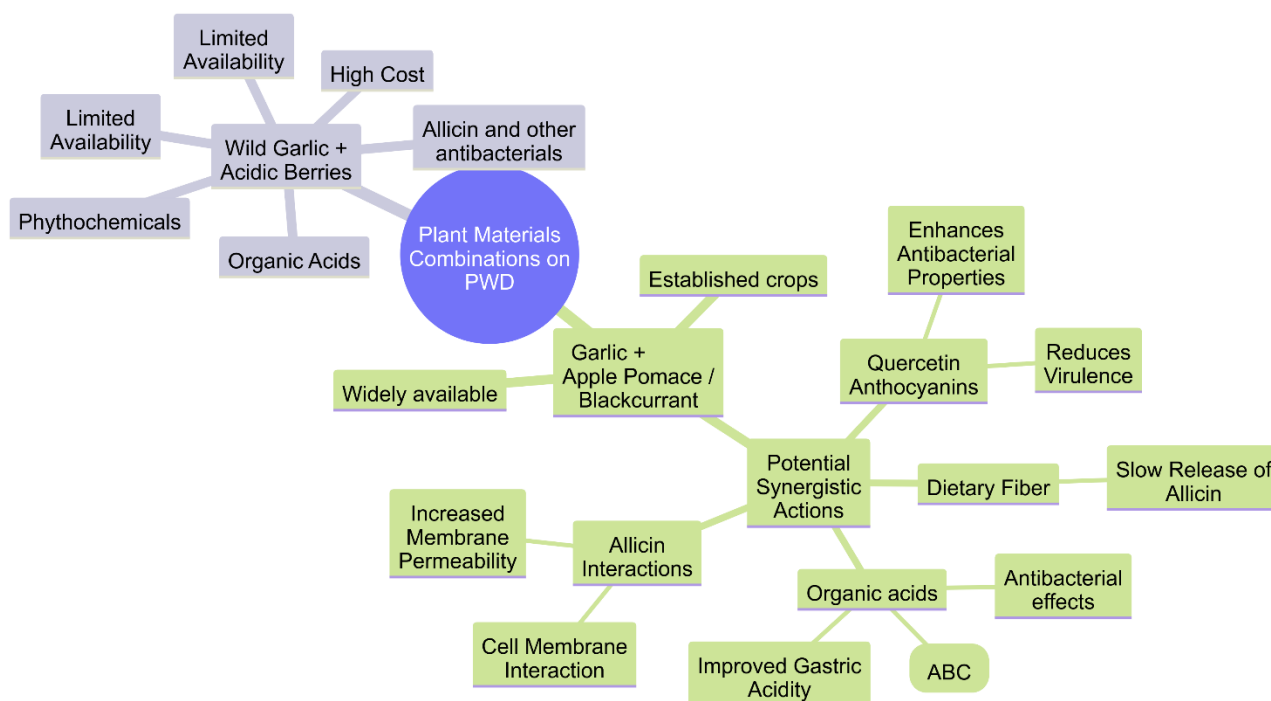 Limited
Availability
High Cost
Limited
Availability
Wild Garlic +
Acidic Berries
Allicin and other
antibacterials
Phythochemicals
Organic Acids
Plant Materials
Combinations on
PWD
Established crops
Enhances
Antibacterial
Properties
Garlic +
Apple Pomace /
Blackcurrant
Widely available
Quercetin
Anthocyanins
Reduces
Virulence
Potential
Synergistic
Actions
Dietary Fiber
Slow Release of
Allicin
Increased
Membrane
Permeability
Allicin
Interactions
Organic acids
Antibacterial
effects
Cell Membrane
Interaction
Improved Gastric
Acidity
ABC